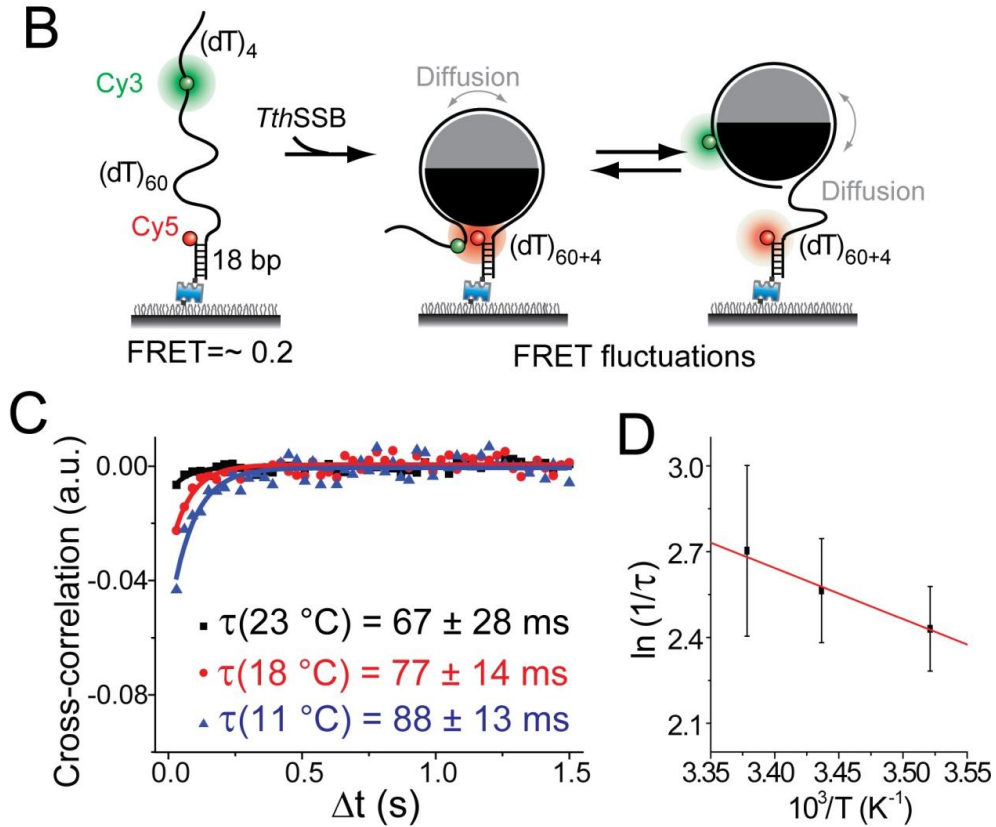 B
(dT)4
Cy3
Diffusion
TthSSB
(dT)60
Diffusion
Cy5
(dT)60+4
(dT)60+4
18 bp
FRET=~ 0.2
FRET fluctuations
C
D
Cross-correlation (a.u.)
0.00
-0.04
-0.08
τ(23 °C) = 67 ± 28 ms
τ(18 °C) = 77 ± 14 ms
τ(11 °C) = 88 ± 13 ms
0.0 0.5 1.0 1.5
Δt (s)
ln (1/τ)
3.0
2.7
2.4
2.1
3.35 3.40 3.45 3.50 3.55
10³/T (K⁻¹)